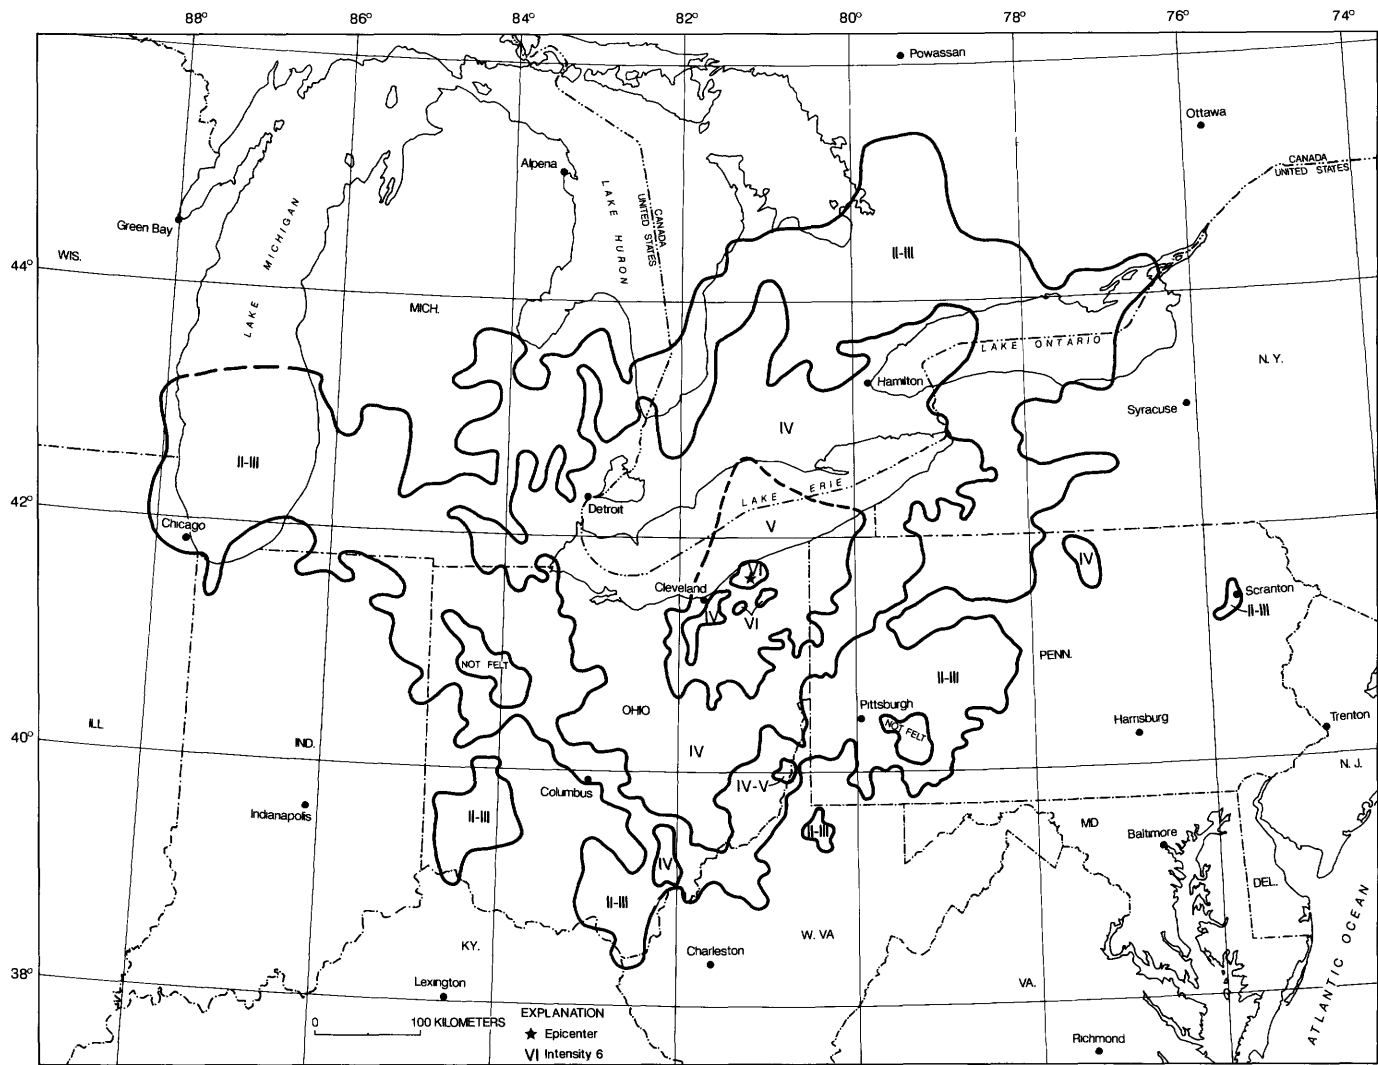 88° 86° 84° 82° 80° 78° 76° 74°
Powassan
Ottawa
CANADA
UNITED STATES
Alpena
LAKE HURON
CANADA
UNITED STATES
LAKE MICHIGAN
Green Bay
WIS.
44°
II-III
MICH.
LAKE ONTARIO
N.Y.
Hamilton
Syracuse
IV
II-III
42°
LAKE ERIE
Detroit
Chicago
V
IV
VI
Cleveland
Scranton
II-III
IV
VI
NOT FELT
PENN.
II-III
OHIO
Pittsburgh
NOT FELT
Harrisburg
Trenton
ILL
40°
IND.
IV
N.J.
IV-V
Columbus
Indianapolis
II-III
II-III
MD
Baltimore
IV
DEL.
II-III
KY.
W. VA
Charleston
38°
Lexington
VA.
ATLANTIC OCEAN
0 100 KILOMETERS
EXPLANATION
Epicenter
VI Intensity 6
Richmond